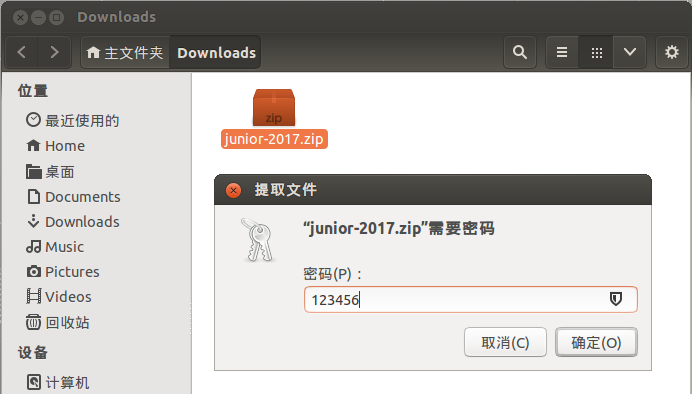 Downloads
主文件夹 Downloads
位置
最近使用的
Home
桌面
Documents
Downloads
Music
Pictures
Videos
回收站
设备
计算机
zip
junior-2017.zip
提取文件
“junior-2017.zip”需要密码
密码(P)：
123456
取消(C) 确定(O)